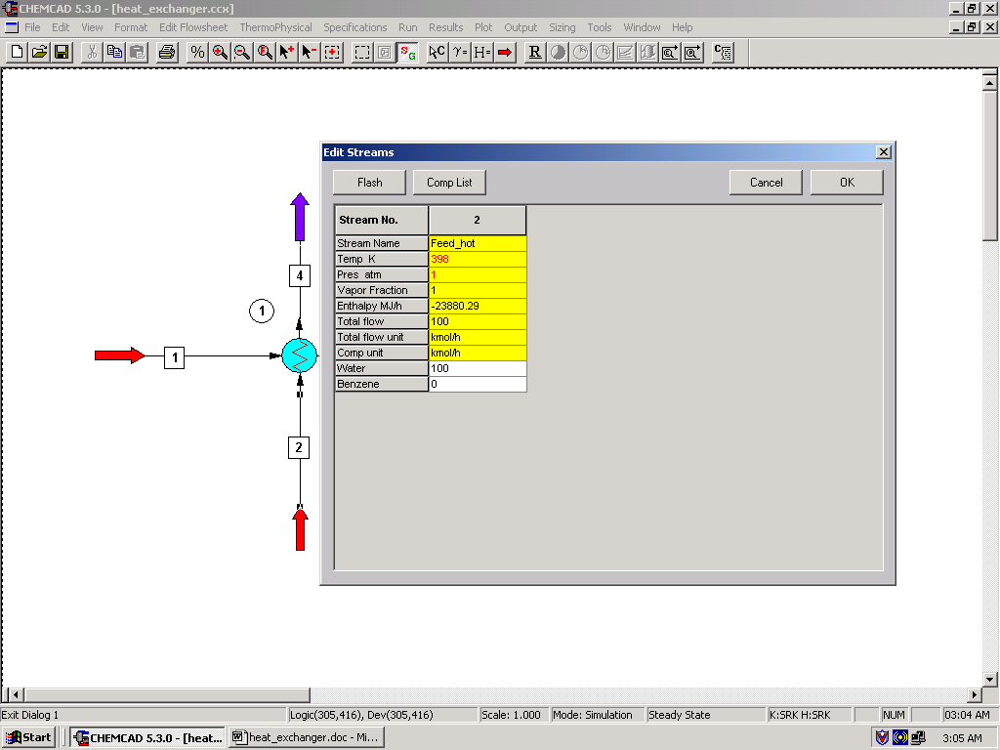 CHEMCAD 5.3.0 - [heat_exchanger.ccx]
File Edit View Format Edit Flowsheet ThermoPhysical Specifications Run Results Plot Output Sizing Tools Window Help
% S G C γ= H= R C
Edit Streams
Flash Comp List Cancel OK
Stream No. 2
Stream Name Feed_hot
Temp K 398
Pres atm 1
Vapor Fraction 1
Enthalpy MJ/h -23880.29
Total flow 100
Total flow unit kmol/h
Comp unit kmol/h
Water 100
Benzene 0
4
1
1
2
Exit Dialog 1 Logic(305,416), Dev(305,416) Scale: 1.000 Mode: Simulation Steady State K:SRK H:SRK NUM 03:04 AM
Start CHEMCAD 5.3.0 - [heat... heat_exchanger.doc - Mi... 3:05 AM